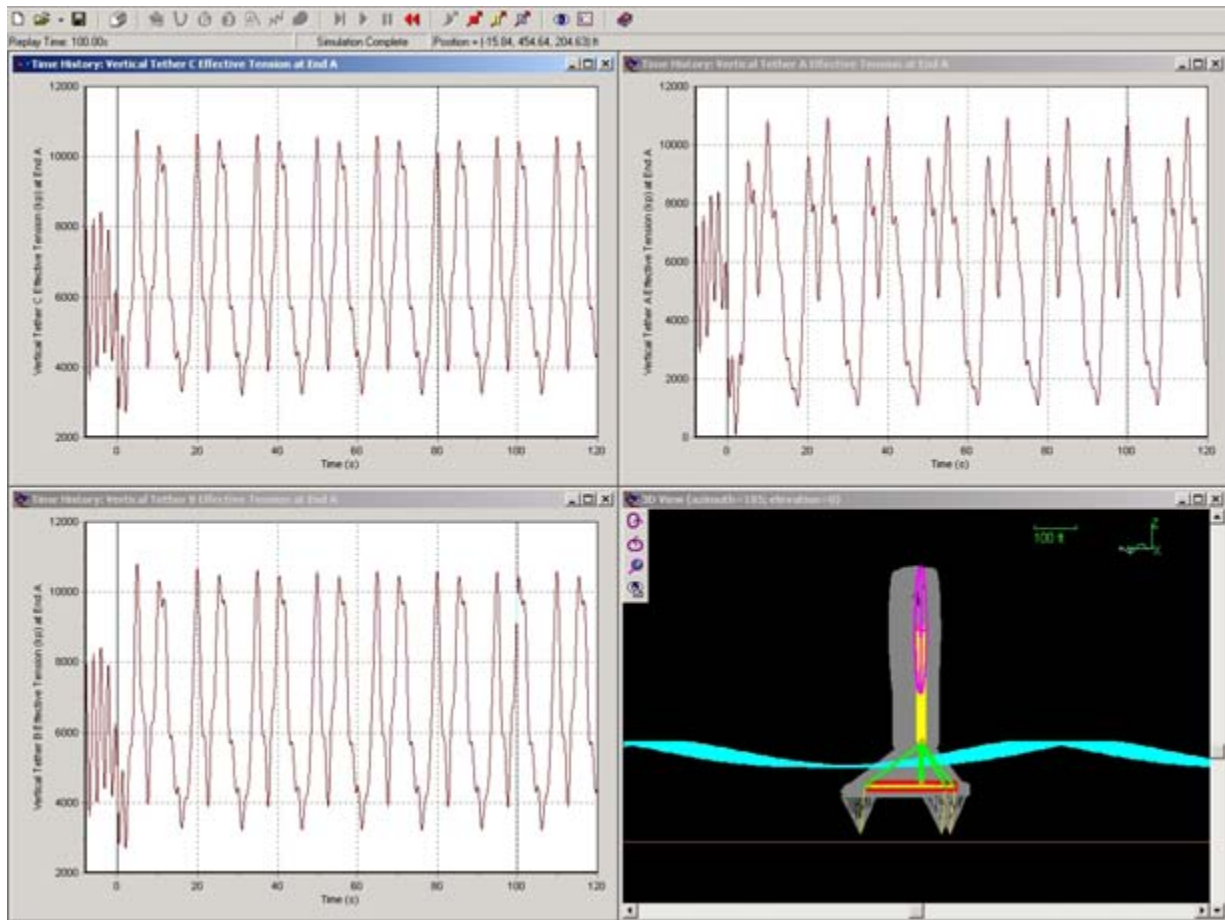 Replay Time: 100.00s
Simulation Complete
Position = (-15.84, 454.64, 204.63) ft
Time History: Vertical Tether C Effective Tension at End A
Vertical Tether C Effective Tension (kp) at End A
12000
10000
8000
6000
4000
2000
0
20
40
60
80
100
120
Time (s)
Time History: Vertical Tether A Effective Tension at End A
Vertical Tether A Effective Tension (kp) at End A
12000
10000
8000
6000
4000
2000
0
0
20
40
60
80
100
120
Time (s)
Time History: Vertical Tether B Effective Tension at End A
Vertical Tether B Effective Tension (kp) at End A
12000
10000
8000
6000
4000
2000
0
20
40
60
80
100
120
Time (s)
3D View (azimuth=185; elevation=0)
100 ft
Z
X